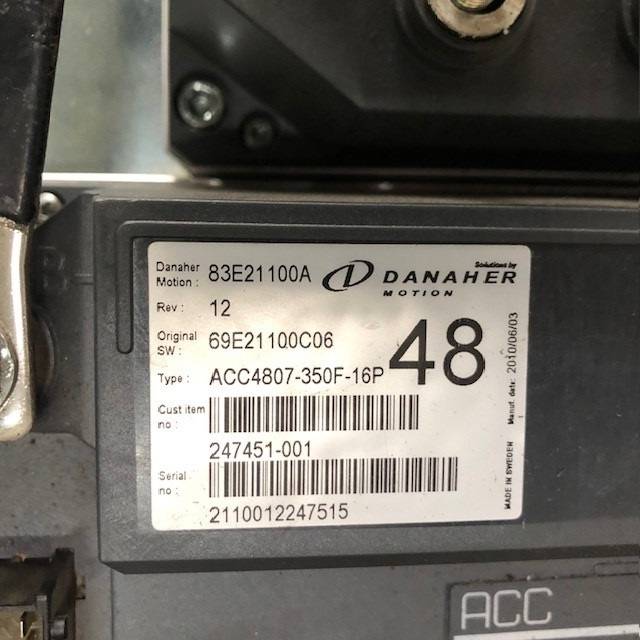 Danaher Motion : 83E21100A
Solutions by
DANAHER
MOTION
Rev : 12
Original SW : 69E21100C06
48
Type : ACC4807-350F-16P
Cust item no :
247451-001
Serial no :
2110012247515
Manuf. date: 2010/06/03
MADE IN SWEDEN
B
ACC